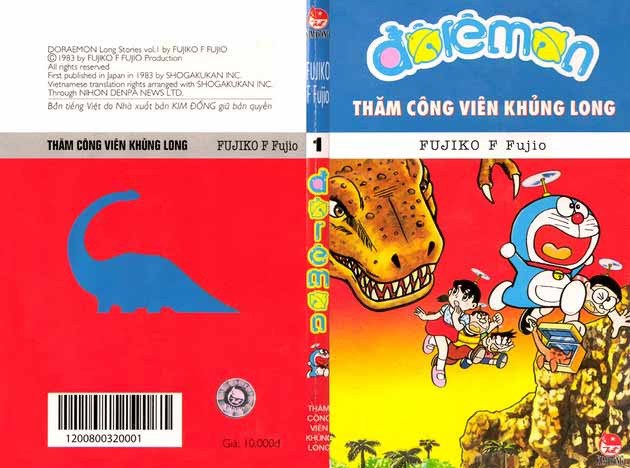 DORAEMON Long Stories vol.1 by FUJIKO F FUJIO
©1983 by FUJIKO F. FUJIO Production
All rights reserved
First published in Japan in 1983 by SHOGAKUKAN INC.
Vietnamese translation rights arranged with SHOGAKUKAN INC.
Through NIHON DENPA NEWS LTD.
Bản tiếng Việt do Nhà xuất bản KIM ĐỒNG giữ bản quyền
THĂM CÔNG VIÊN KHỦNG LONG FUJIKO F Fujio
1200800320001
Giá: 10.000đ
FUJIKO
F Fujio
1
đôrêmon
THĂM
CÔNG
VIÊN
KHỦNG
LONG
đôrêmon
THĂM CÔNG VIÊN KHỦNG LONG
FUJIKO F Fujio